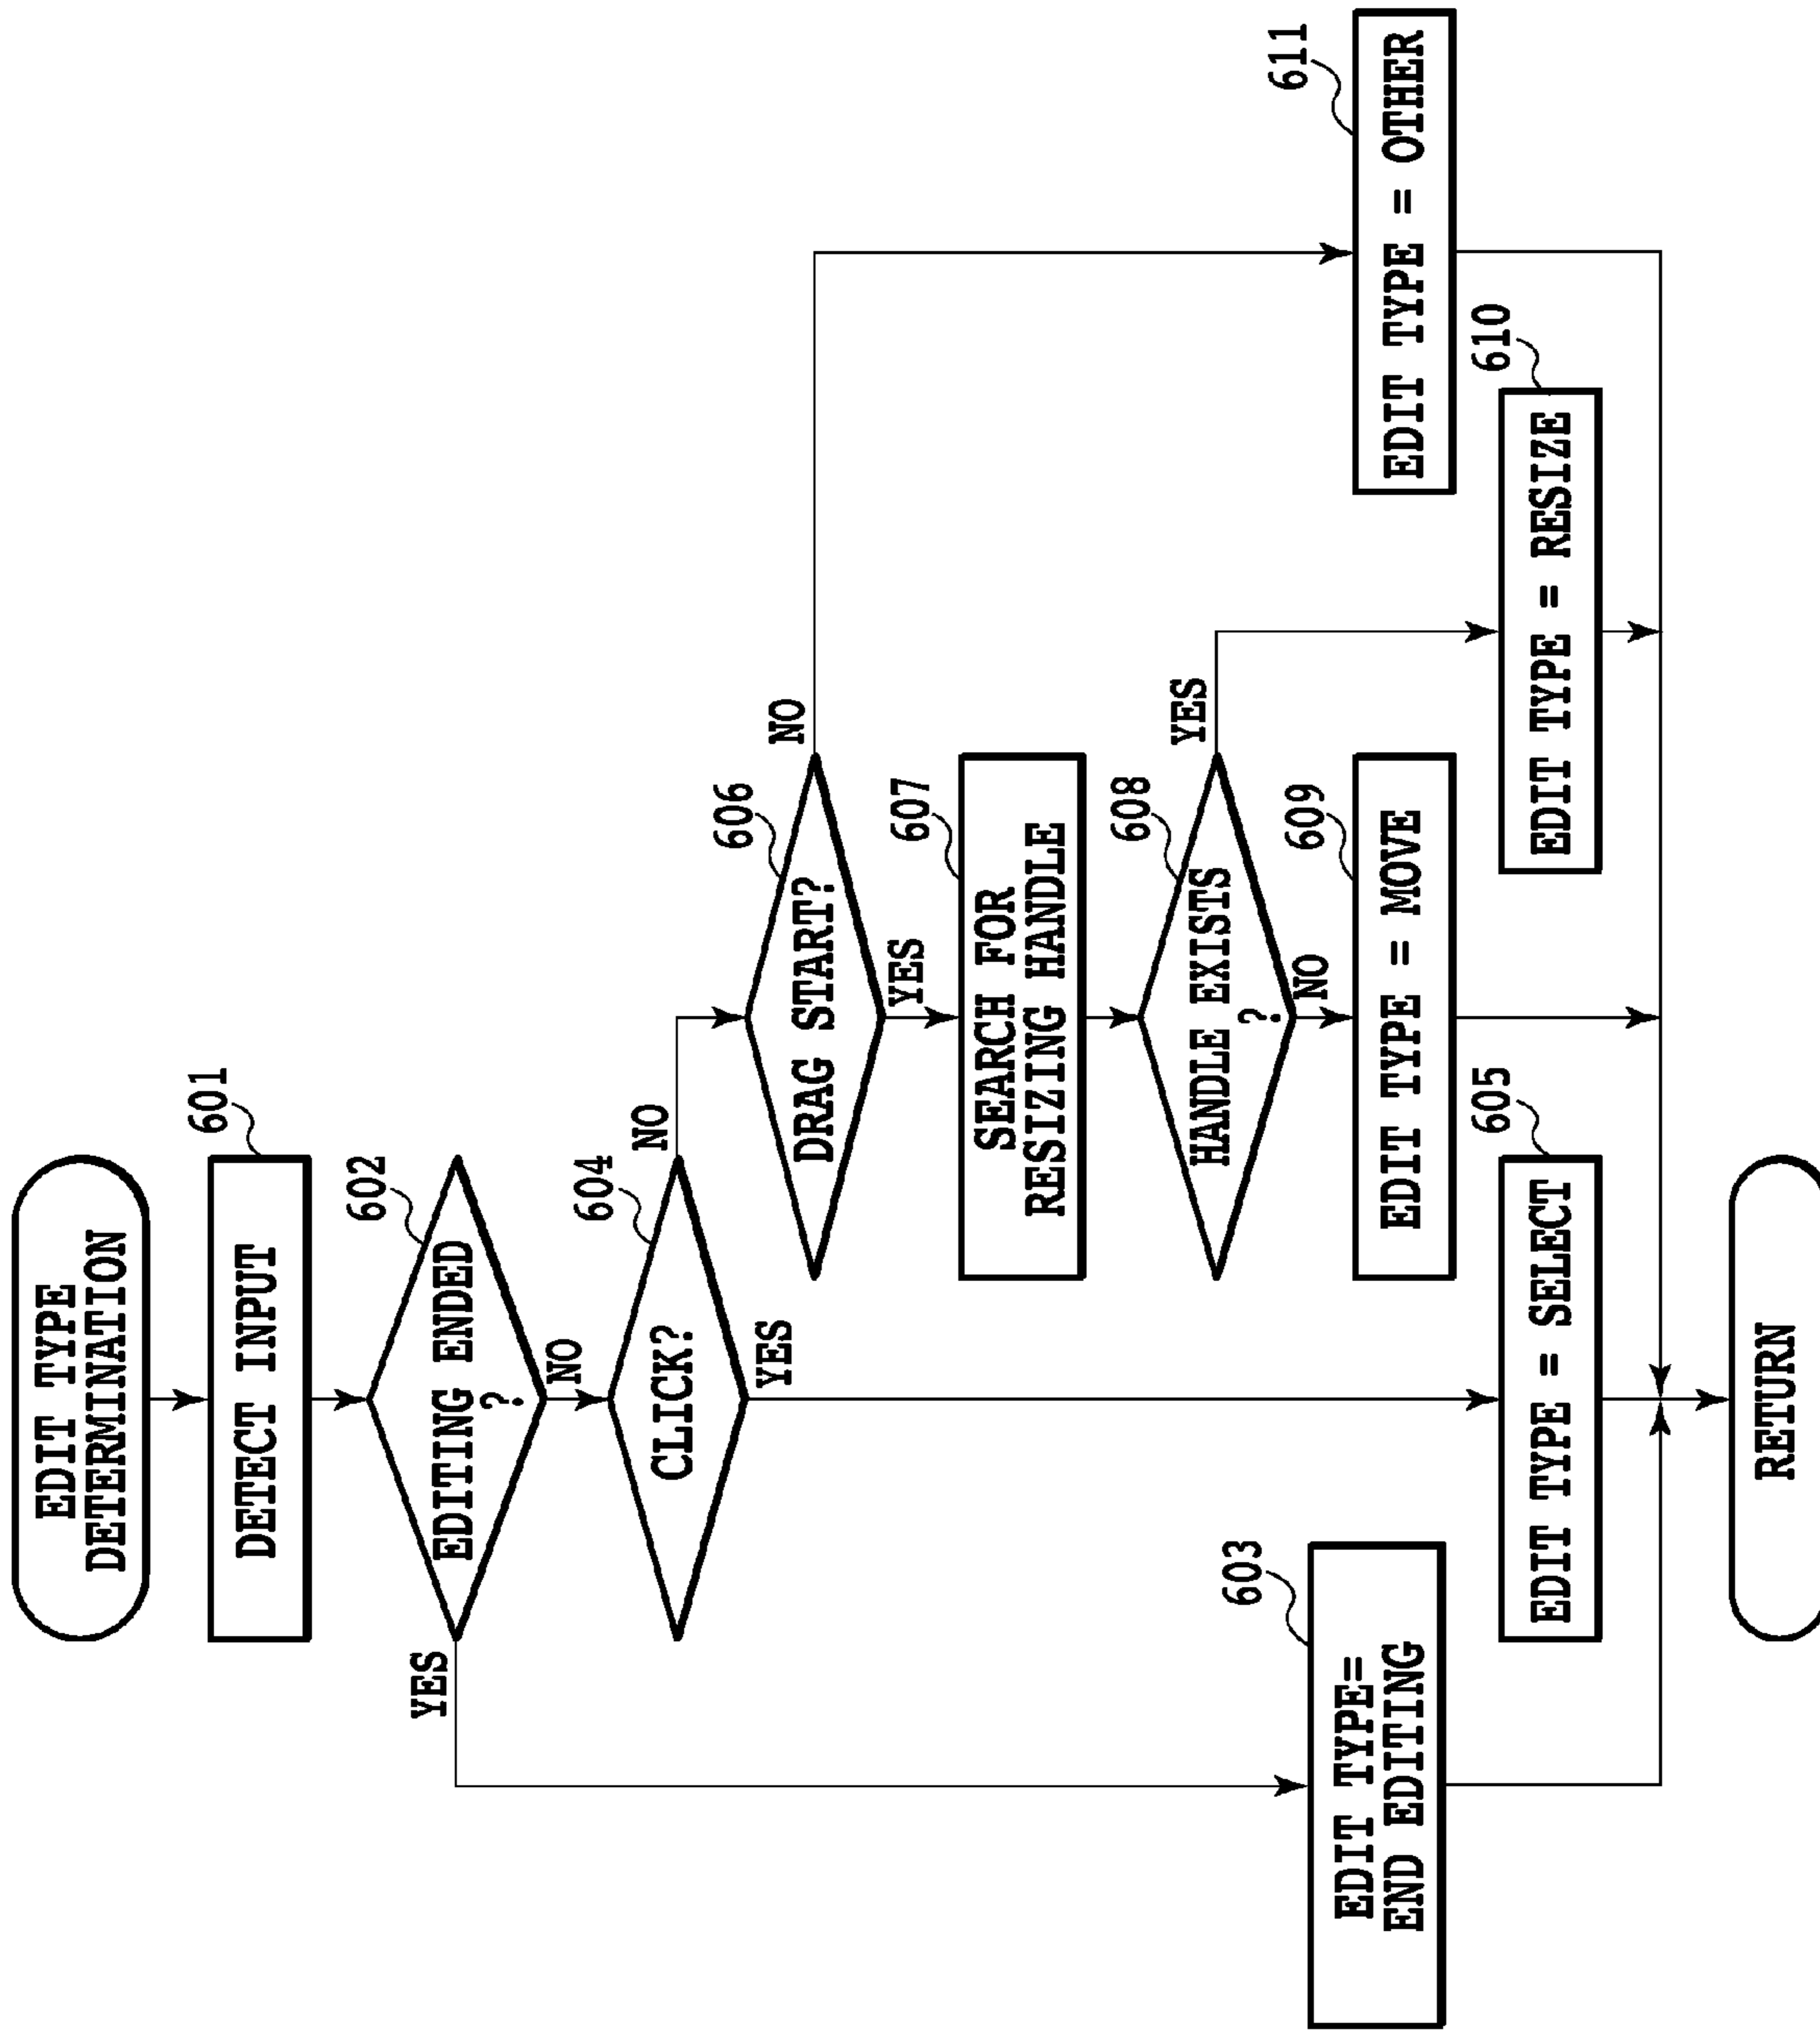 EDIT TYPE
DETERMINATION
601
DETECT INPUT
602
EDITING ENDED
?
YES
NO
604
CLICK?
NO
YES
606
DRAG START?
NO
YES
607
SEARCH FOR
RESIZING HANDLE
608
HANDLE EXISTS
?
YES
NO
603
EDIT TYPE=
END EDITING
609
EDIT TYPE = MOVE
611
EDIT TYPE = OTHER
605
EDIT TYPE = SELECT
610
EDIT TYPE = RESIZE
RETURN